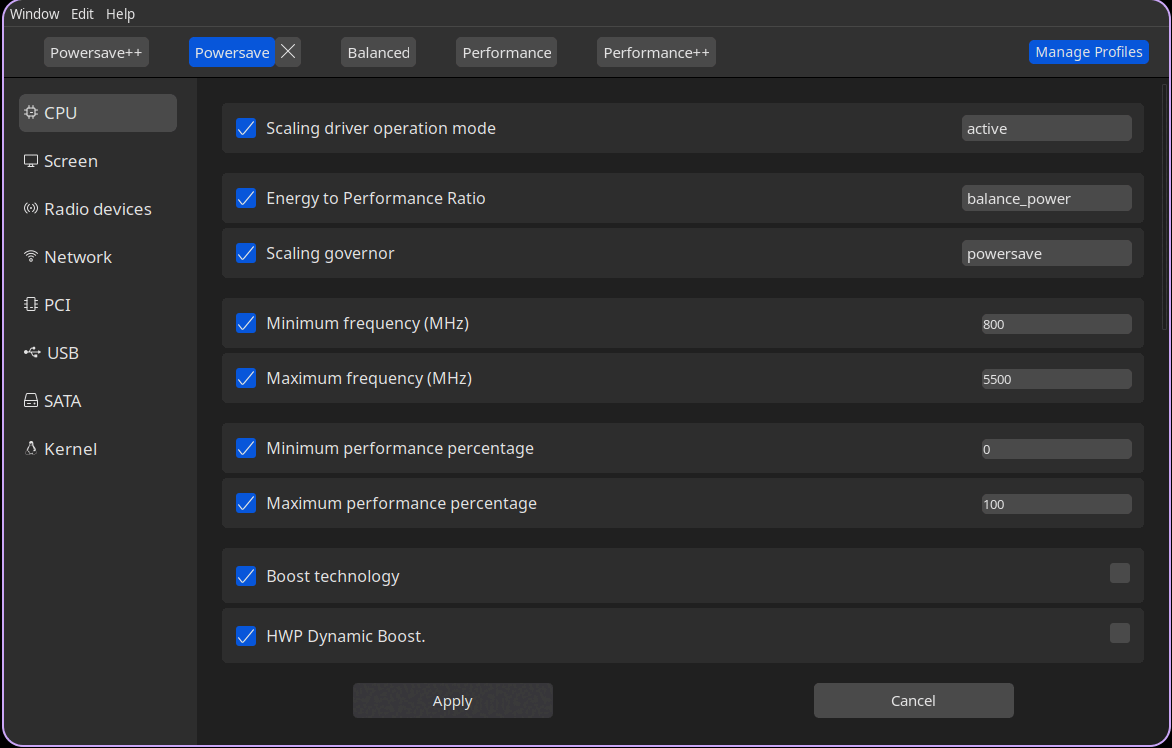 Window Edit Help
Powersave++ Powersave Balanced Performance Performance++ Manage Profiles
CPU
Screen
Radio devices
Network
PCI
USB
SATA
Kernel
Scaling driver operation mode active
Energy to Performance Ratio balance_power
Scaling governor powersave
Minimum frequency (MHz) 800
Maximum frequency (MHz) 5500
Minimum performance percentage 0
Maximum performance percentage 100
Boost technology
HWP Dynamic Boost.
Apply Cancel